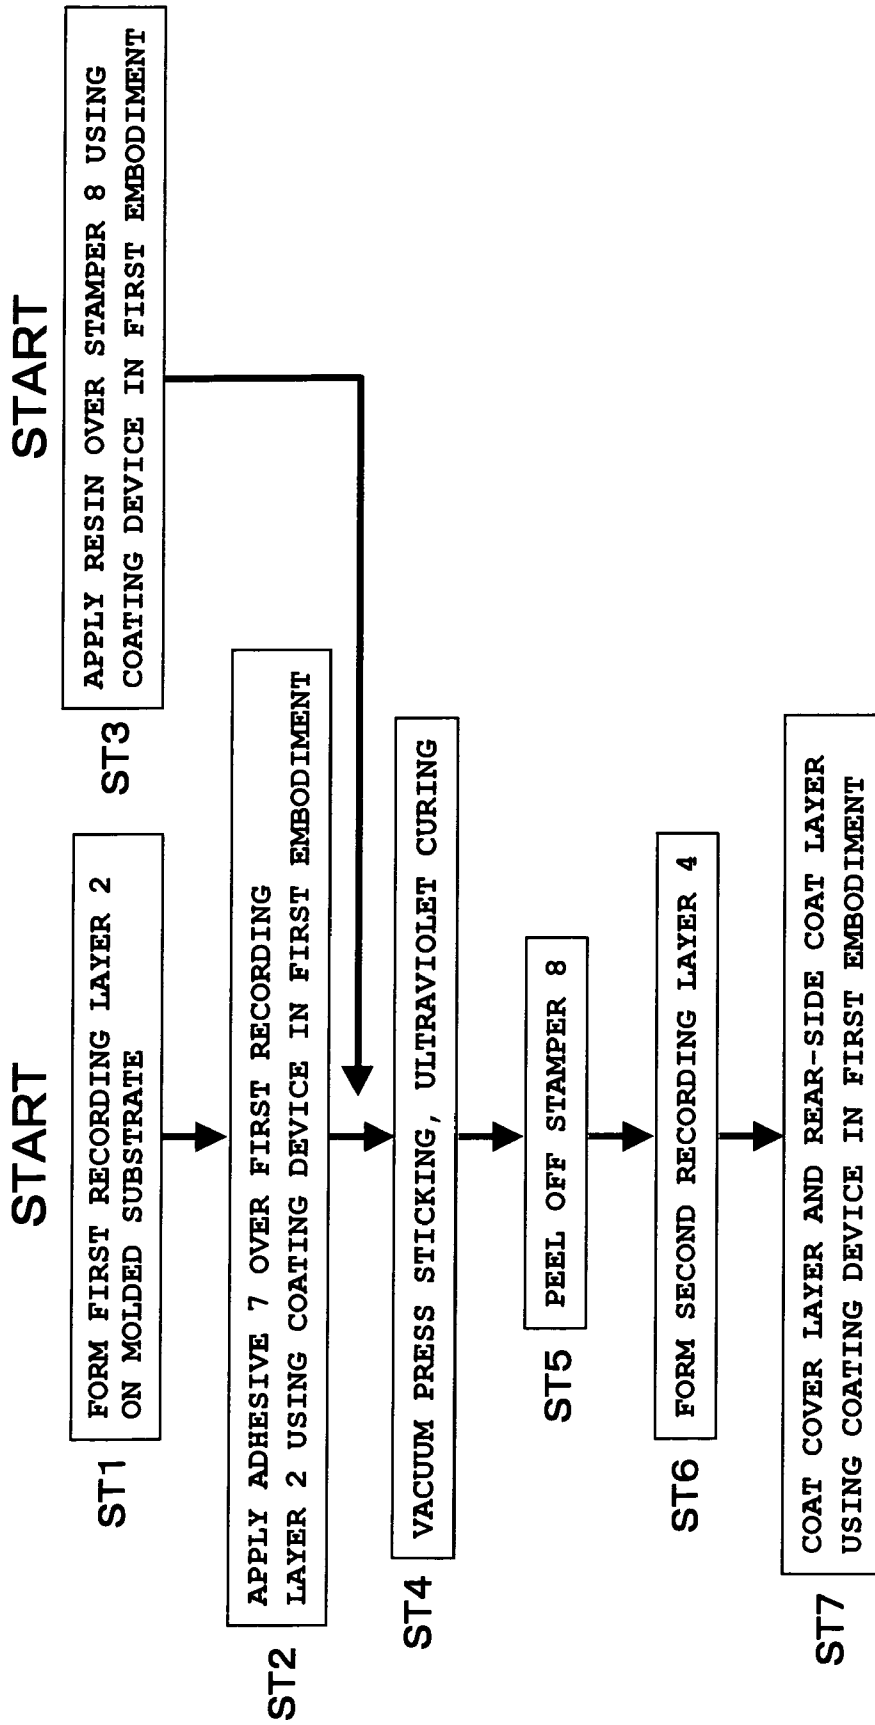 START
ST1
FORM FIRST RECORDING LAYER 2
ON MOLDED SUBSTRATE
ST2
APPLY ADHESIVE 7 OVER FIRST RECORDING
LAYER 2 USING COATING DEVICE IN FIRST EMBODIMENT
START
ST3
APPLY RESIN OVER STAMPER 8 USING
COATING DEVICE IN FIRST EMBODIMENT
ST4
VACUUM PRESS STICKING, ULTRAVIOLET CURING
ST5
PEEL OFF STAMPER 8
ST6
FORM SECOND RECORDING LAYER 4
ST7
COAT COVER LAYER AND REAR-SIDE COAT LAYER
USING COATING DEVICE IN FIRST EMBODIMENT